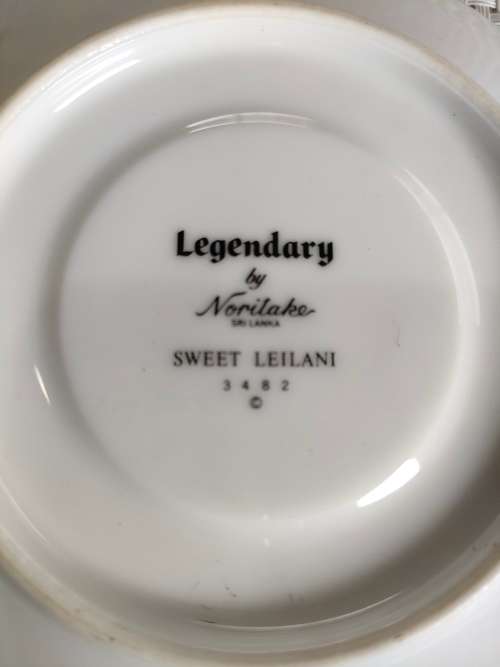 Legendary
by
Noritake
SRI LANKA
SWEET LEILANI
3482
©